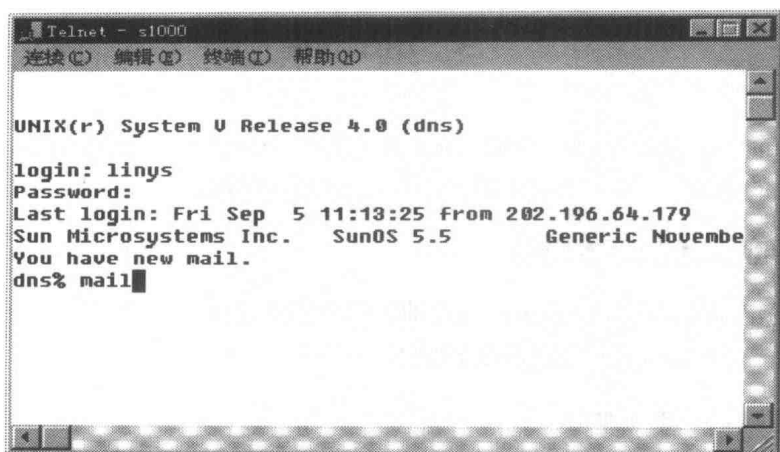 Telnet - s1000
连接(C) 编辑(E) 终端(T) 帮助(H)
UNIX(r) System V Release 4.0 (dns)
login: linys
Password:
Last login: Fri Sep  5 11:13:25 from 202.196.64.179
Sun Microsystems Inc.   SunOS 5.5       Generic Novembe
You have new mail.
dns% mail